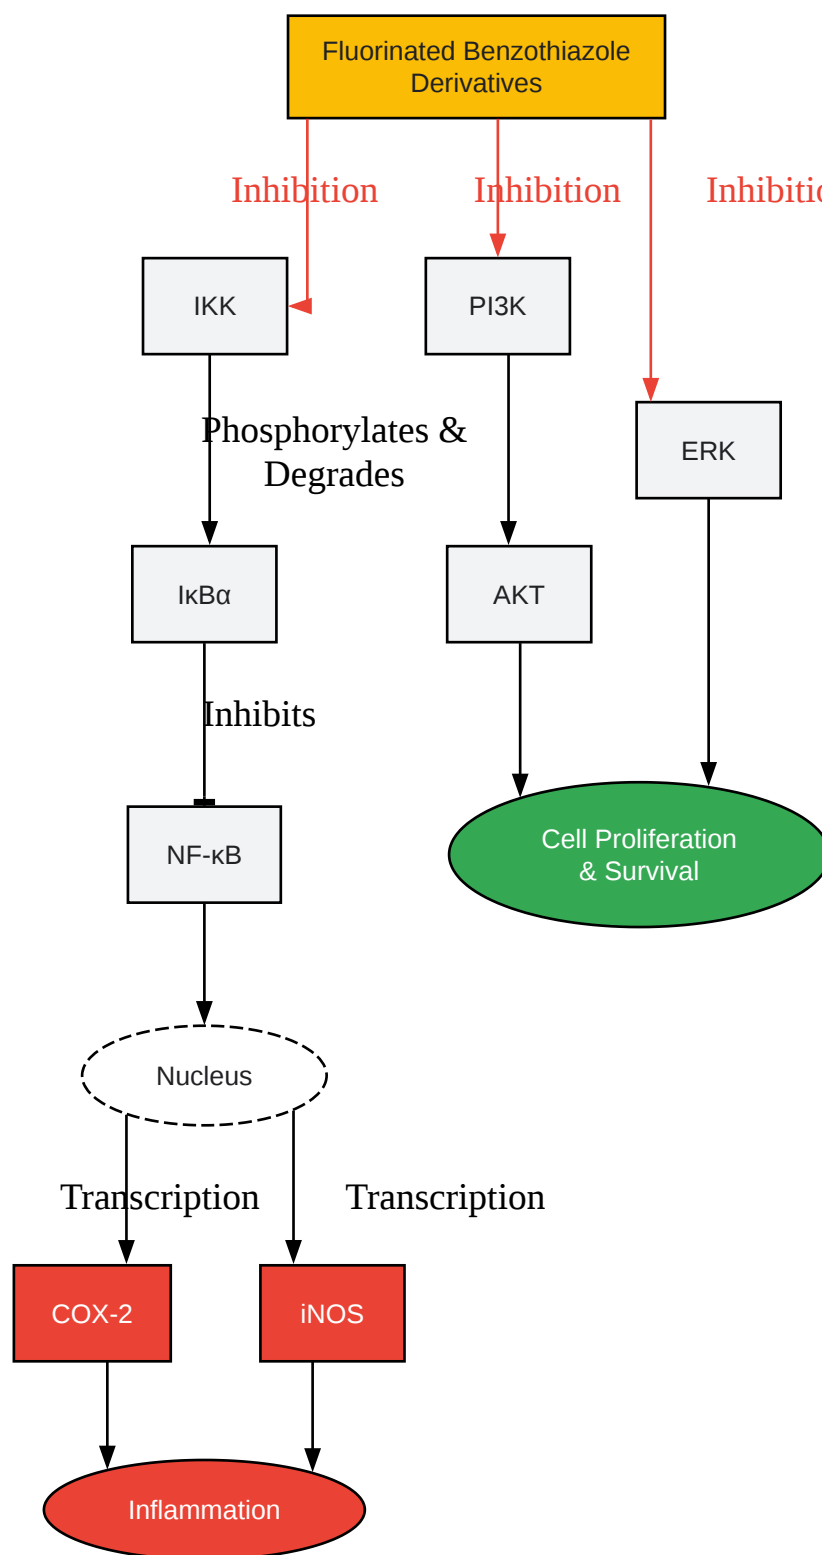 Fluorinated Benzothiazole
Derivatives
Inhibition
Inhibition
Inhibitio
IKK
PI3K
Phosphorylates &
Degrades
ERK
IκBα
AKT
Inhibits
NF-κB
Cell Proliferation
& Survival
Nucleus
Transcription
Transcription
COX-2
iNOS
Inflammation